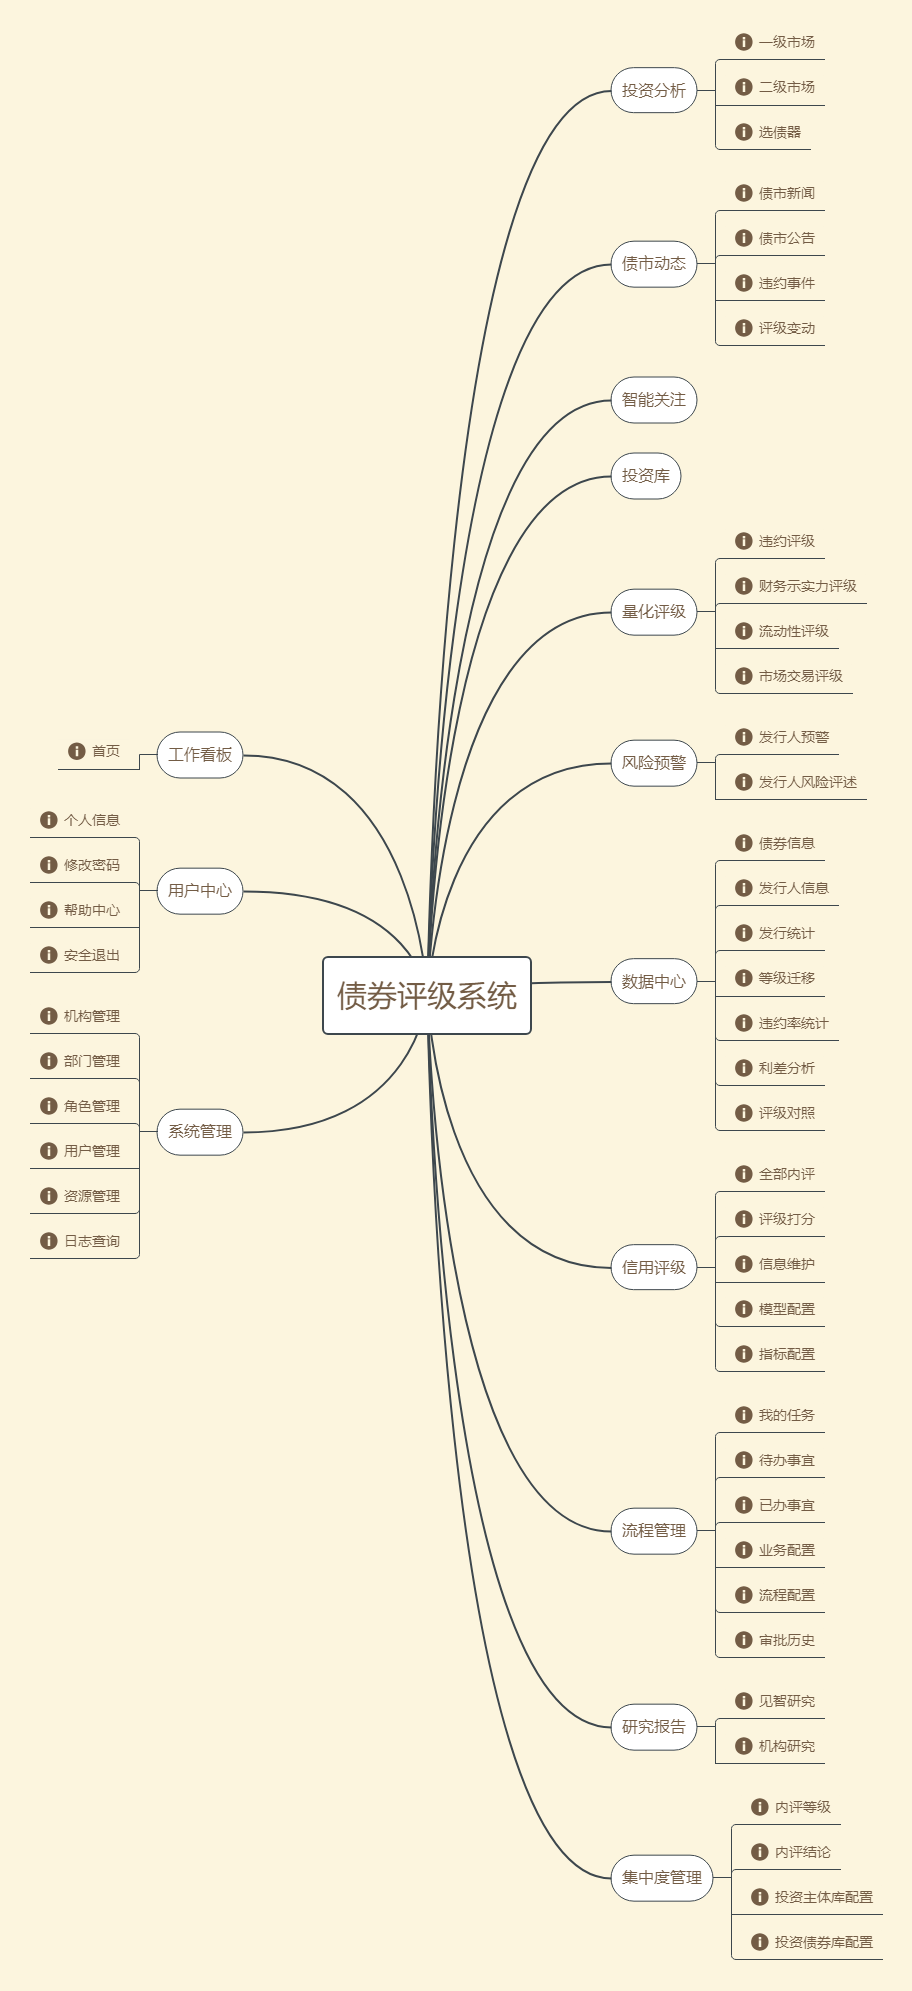 债券评级系统
投资分析
一级市场
二级市场
选债器
债市动态
债市新闻
债市公告
违约事件
评级变动
智能关注
投资库
量化评级
违约评级
财务示实力评级
流动性评级
市场交易评级
风险预警
发行人预警
发行人风险评述
数据中心
债券信息
发行人信息
发行统计
等级迁移
违约率统计
利差分析
评级对照
信用评级
全部内评
评级打分
信息维护
模型配置
指标配置
流程管理
我的任务
待办事宜
已办事宜
业务配置
流程配置
审批历史
研究报告
见智研究
机构研究
集中度管理
内评等级
内评结论
投资主体库配置
投资债券库配置
工作看板
首页
用户中心
个人信息
修改密码
帮助中心
安全退出
系统管理
机构管理
部门管理
角色管理
用户管理
资源管理
日志查询